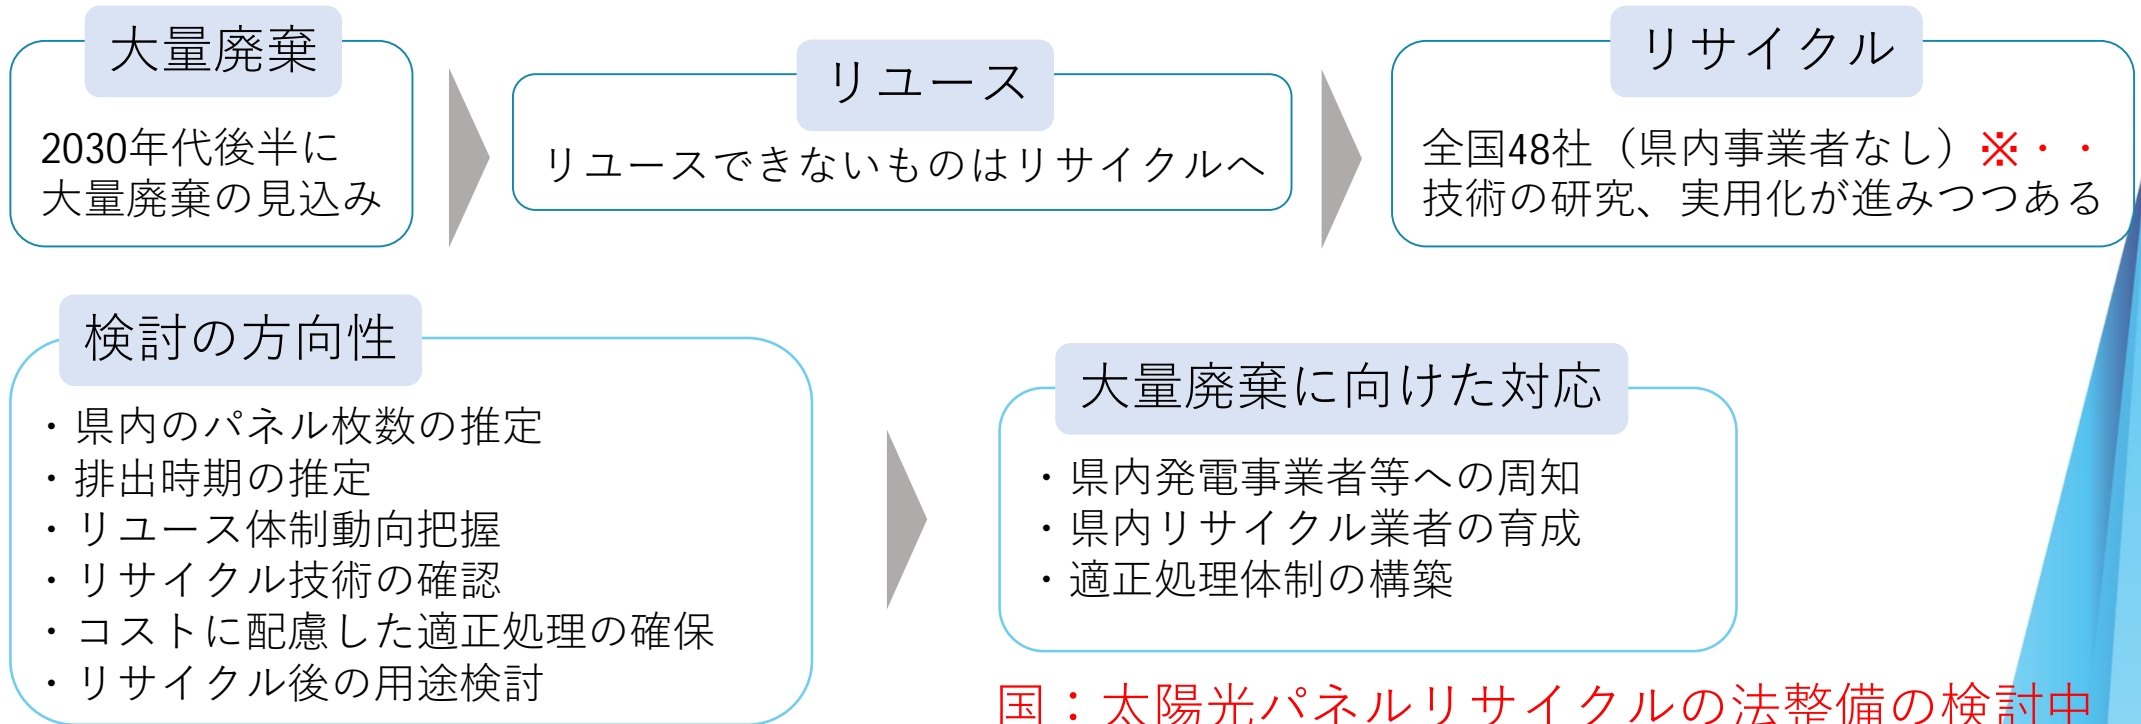 大量廃棄
2030年代後半に
大量廃棄の見込み
リユース
リユースできないものはリサイクルへ
リサイクル
全国48社（県内事業者なし）※・・
技術の研究、実用化が進みつつある
検討の方向性
・県内のパネル枚数の推定
・排出時期の推定
・リユース体制動向把握
・リサイクル技術の確認
・コストに配慮した適正処理の確保
・リサイクル後の用途検討
大量廃棄に向けた対応
・県内発電事業者等への周知
・県内リサイクル業者の育成
・適正処理体制の構築
国：太陽光パネルリサイクルの法整備の検討中